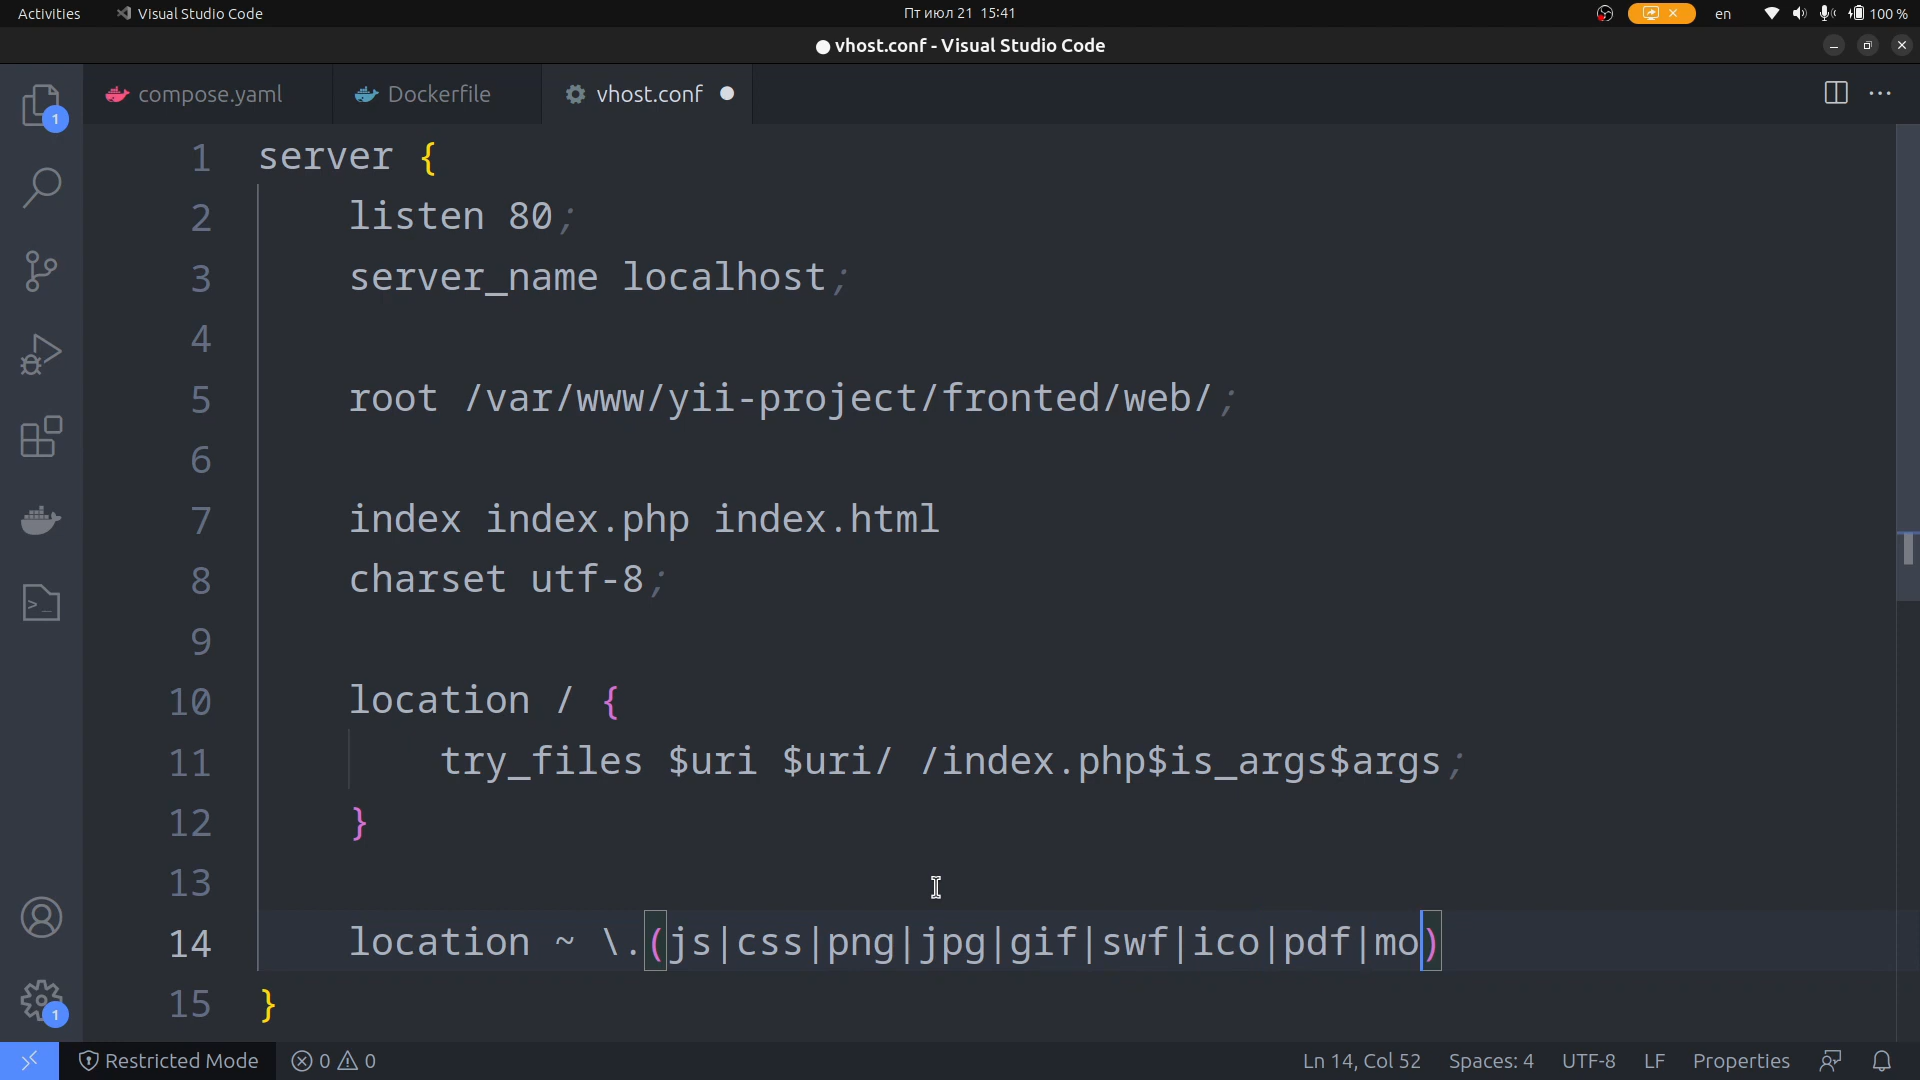 Activities Visual Studio Code Пт июл 21 15:41 en 100 %
vhost.conf - Visual Studio Code
compose.yaml Dockerfile vhost.conf
1 server {
2 listen 80;
3 server_name localhost;
4
5 root /var/www/yii-project/fronted/web/;
6
7 index index.php index.html
8 charset utf-8;
9
10 location / {
11 try_files $uri $uri/ /index.php$is_args$args;
12 }
13
14 location ~ \.(js|css|png|jpg|gif|swf|ico|pdf|mo)
15 }
1
1
Restricted Mode 0 0 Ln 14, Col 52 Spaces: 4 UTF-8 LF Properties